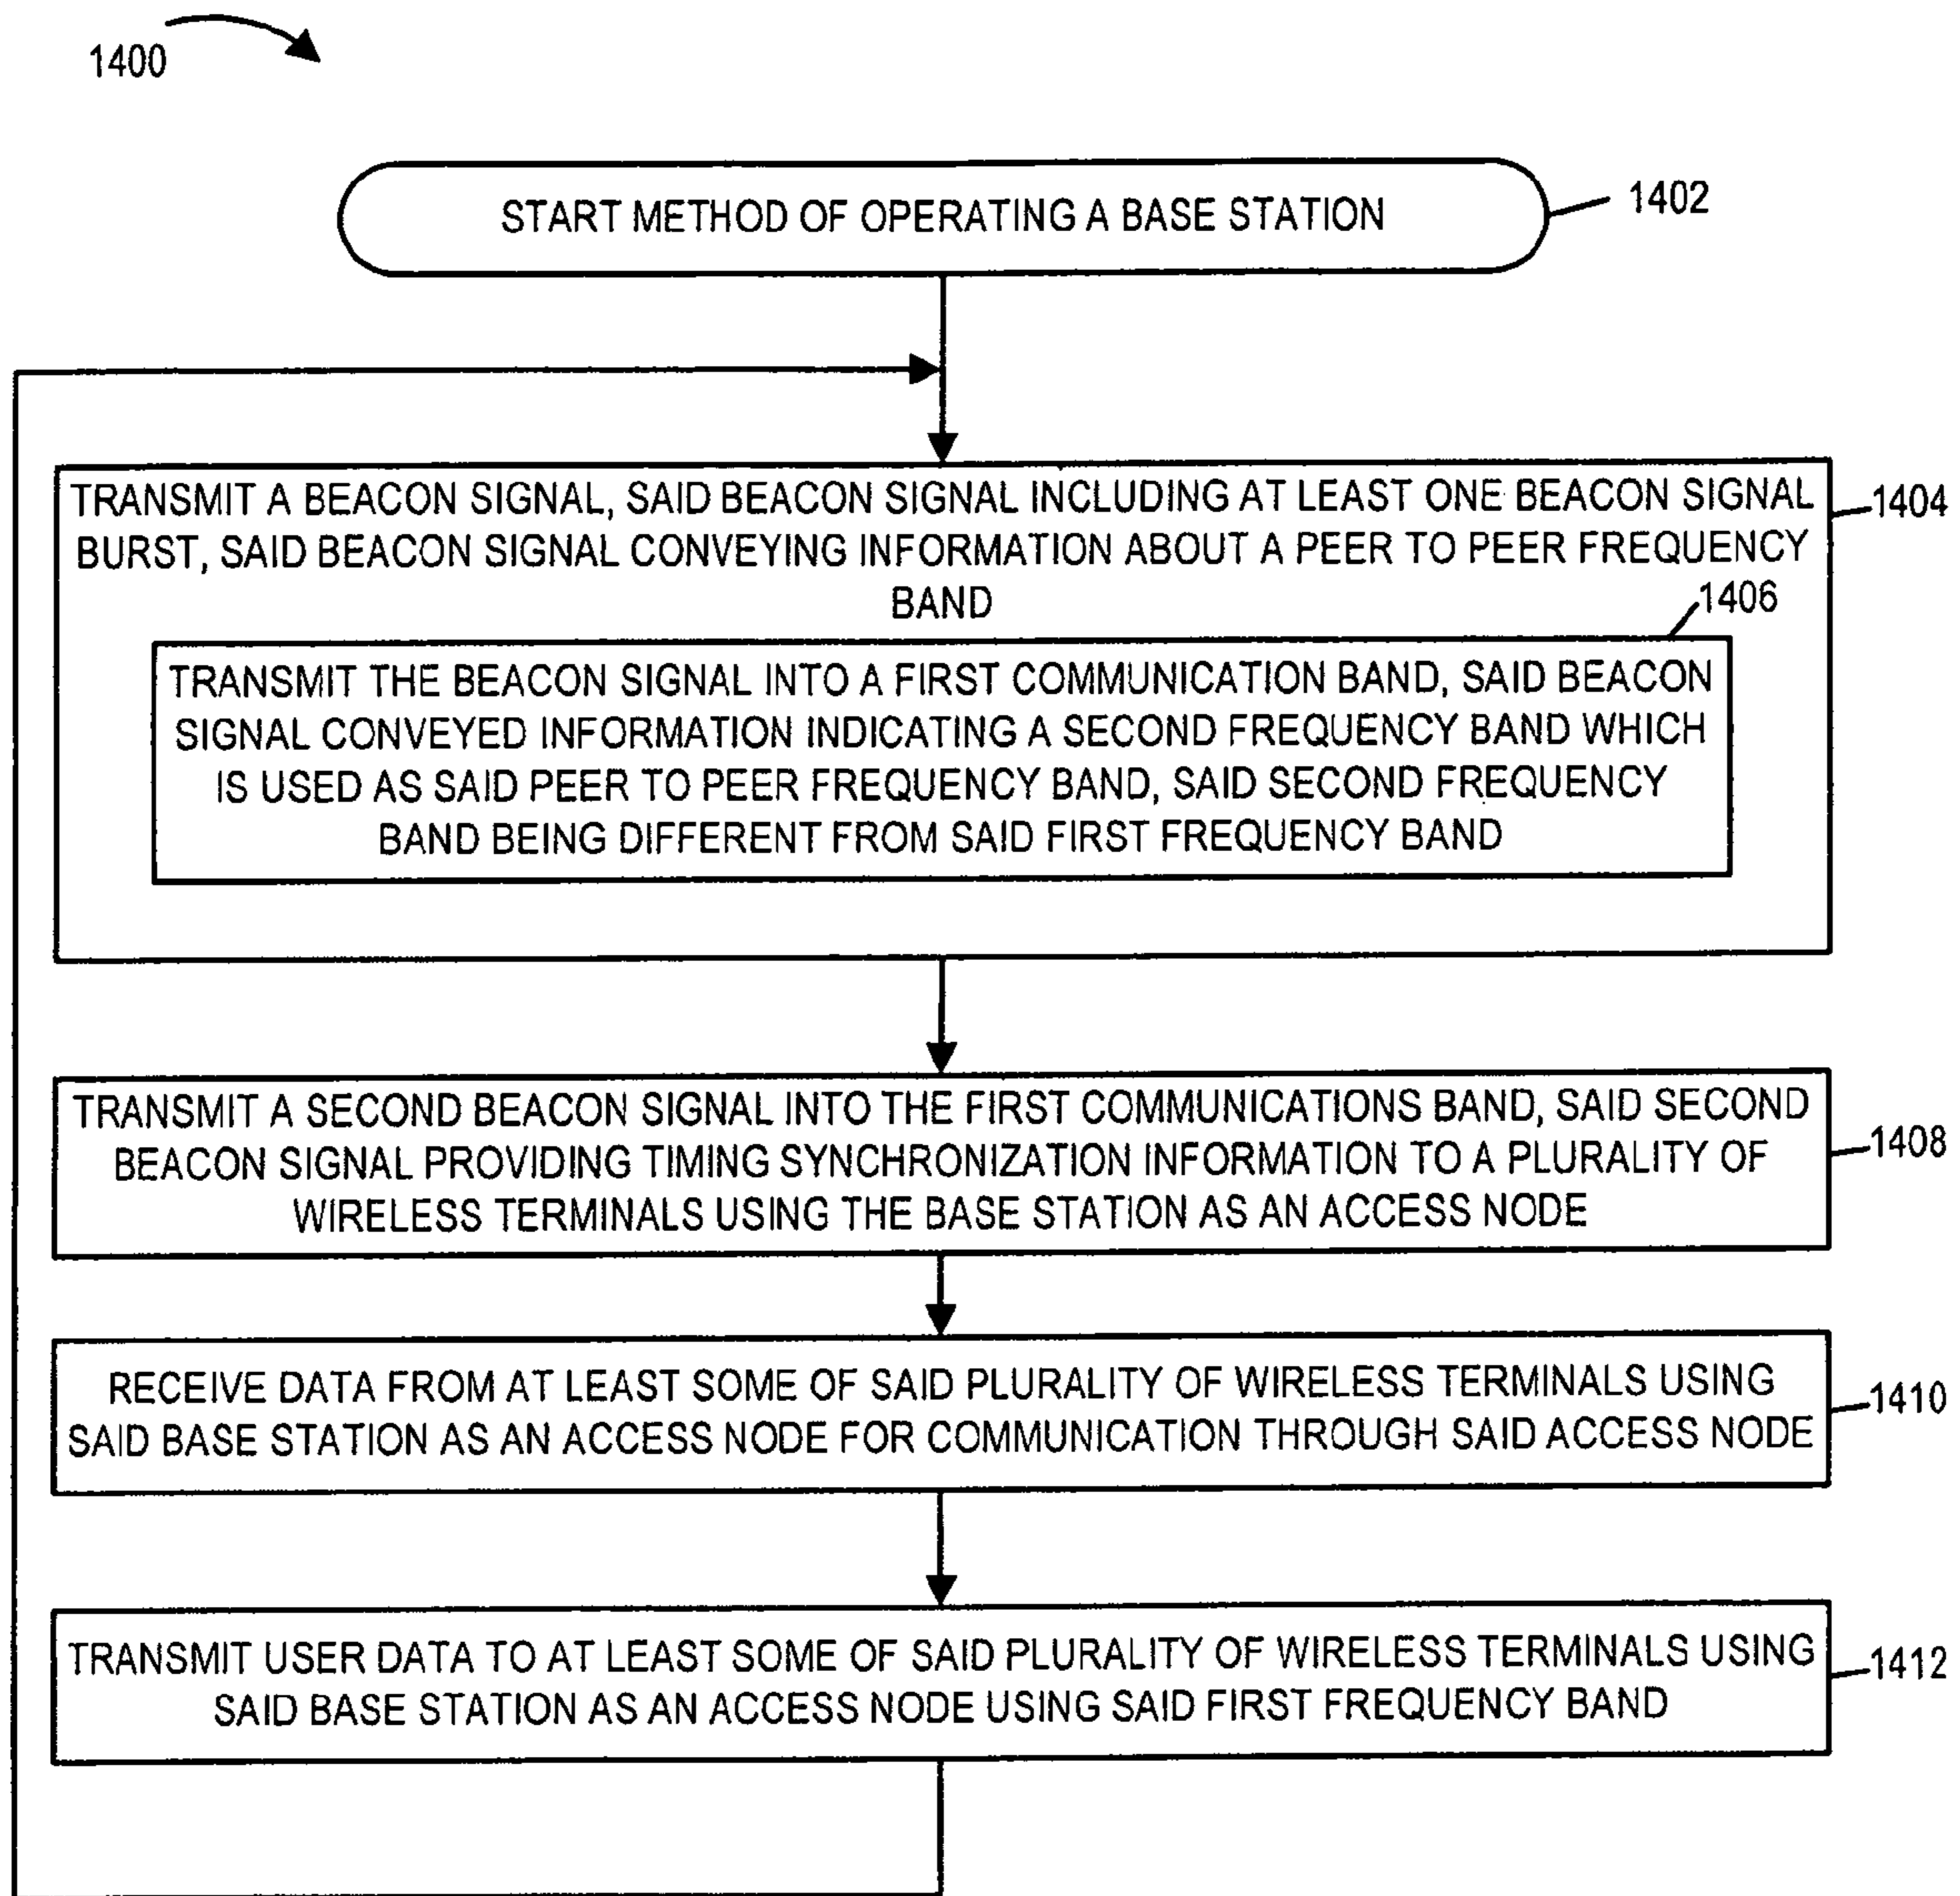 1400
START METHOD OF OPERATING A BASE STATION
1402
TRANSMIT A BEACON SIGNAL, SAID BEACON SIGNAL INCLUDING AT LEAST ONE BEACON SIGNAL
BURST, SAID BEACON SIGNAL CONVEYING INFORMATION ABOUT A PEER TO PEER FREQUENCY
BAND
1404
1406
TRANSMIT THE BEACON SIGNAL INTO A FIRST COMMUNICATION BAND, SAID BEACON
SIGNAL CONVEYED INFORMATION INDICATING A SECOND FREQUENCY BAND WHICH
IS USED AS SAID PEER TO PEER FREQUENCY BAND, SAID SECOND FREQUENCY
BAND BEING DIFFERENT FROM SAID FIRST FREQUENCY BAND
TRANSMIT A SECOND BEACON SIGNAL INTO THE FIRST COMMUNICATIONS BAND, SAID SECOND
BEACON SIGNAL PROVIDING TIMING SYNCHRONIZATION INFORMATION TO A PLURALITY OF
WIRELESS TERMINALS USING THE BASE STATION AS AN ACCESS NODE
1408
RECEIVE DATA FROM AT LEAST SOME OF SAID PLURALITY OF WIRELESS TERMINALS USING
SAID BASE STATION AS AN ACCESS NODE FOR COMMUNICATION THROUGH SAID ACCESS NODE
1410
TRANSMIT USER DATA TO AT LEAST SOME OF SAID PLURALITY OF WIRELESS TERMINALS USING
SAID BASE STATION AS AN ACCESS NODE USING SAID FIRST FREQUENCY BAND
1412